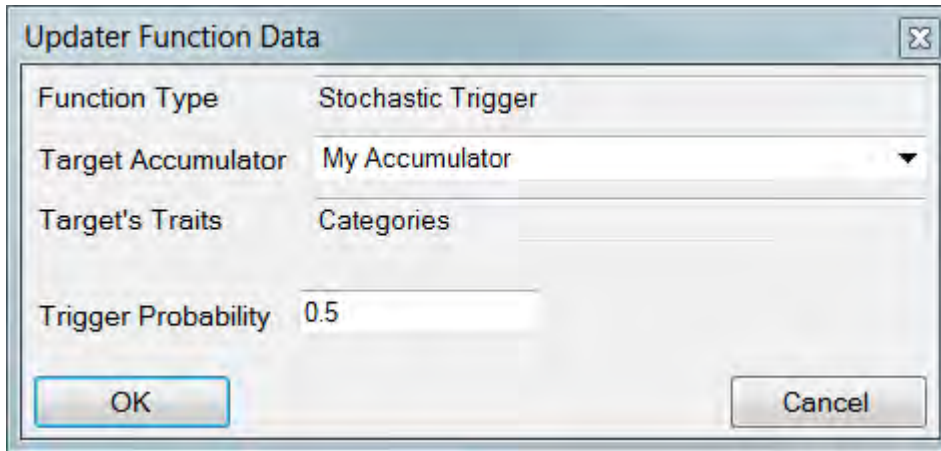 Updater Function Data
Function Type Stochastic Trigger
Target Accumulator My Accumulator
Target's Traits Categories
Trigger Probability 0.5
OK Cancel